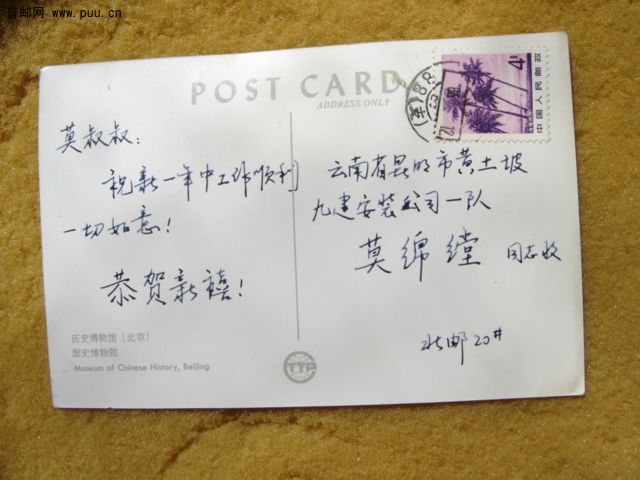 普邮网 www.puu.cn
POST CARD
ADDRESS ONLY
4分
中国人民邮政
莫叔叔：
祝新一年中工作顺利
一切如意！
恭贺新禧！
云南省昆明市黄土坡
九建安装公司一队
莫绵镗 同志收
北邮20#
历史博物馆（北京）
歷史博物館
Museum of Chinese History, Beijing
TTP